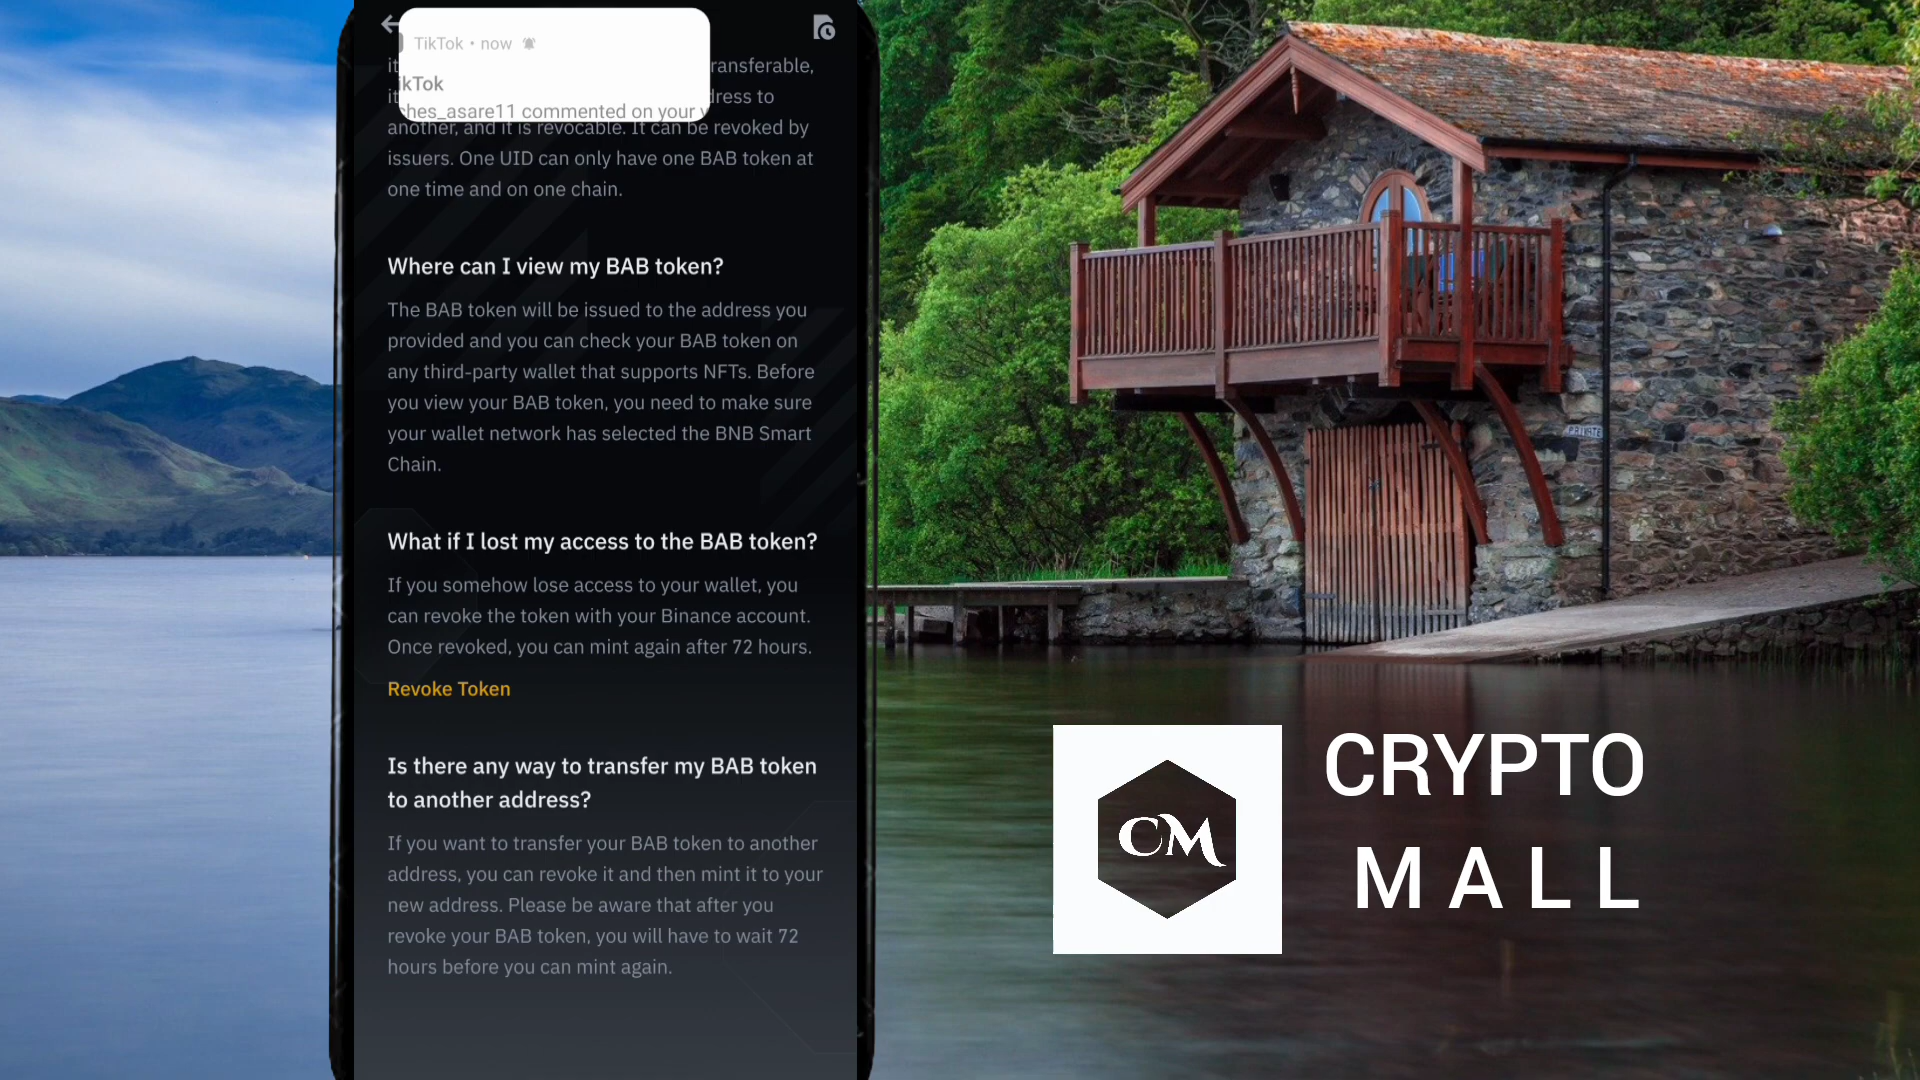 TikTok • now
ikTok
ches_asare11 commented on your
ransferable,
dress to
another, and it is revocable. It can be revoked by
issuers. One UID can only have one BAB token at
one time and on one chain.
Where can I view my BAB token?
The BAB token will be issued to the address you
provided and you can check your BAB token on
any third-party wallet that supports NFTs. Before
you view your BAB token, you need to make sure
your wallet network has selected the BNB Smart
Chain.
What if I lost my access to the BAB token?
If you somehow lose access to your wallet, you
can revoke the token with your Binance account.
Once revoked, you can mint again after 72 hours.
Revoke Token
Is there any way to transfer my BAB token
to another address?
If you want to transfer your BAB token to another
address, you can revoke it and then mint it to your
new address. Please be aware that after you
revoke your BAB token, you will have to wait 72
hours before you can mint again.
PRIVATE
CM
CRYPTO
MALL